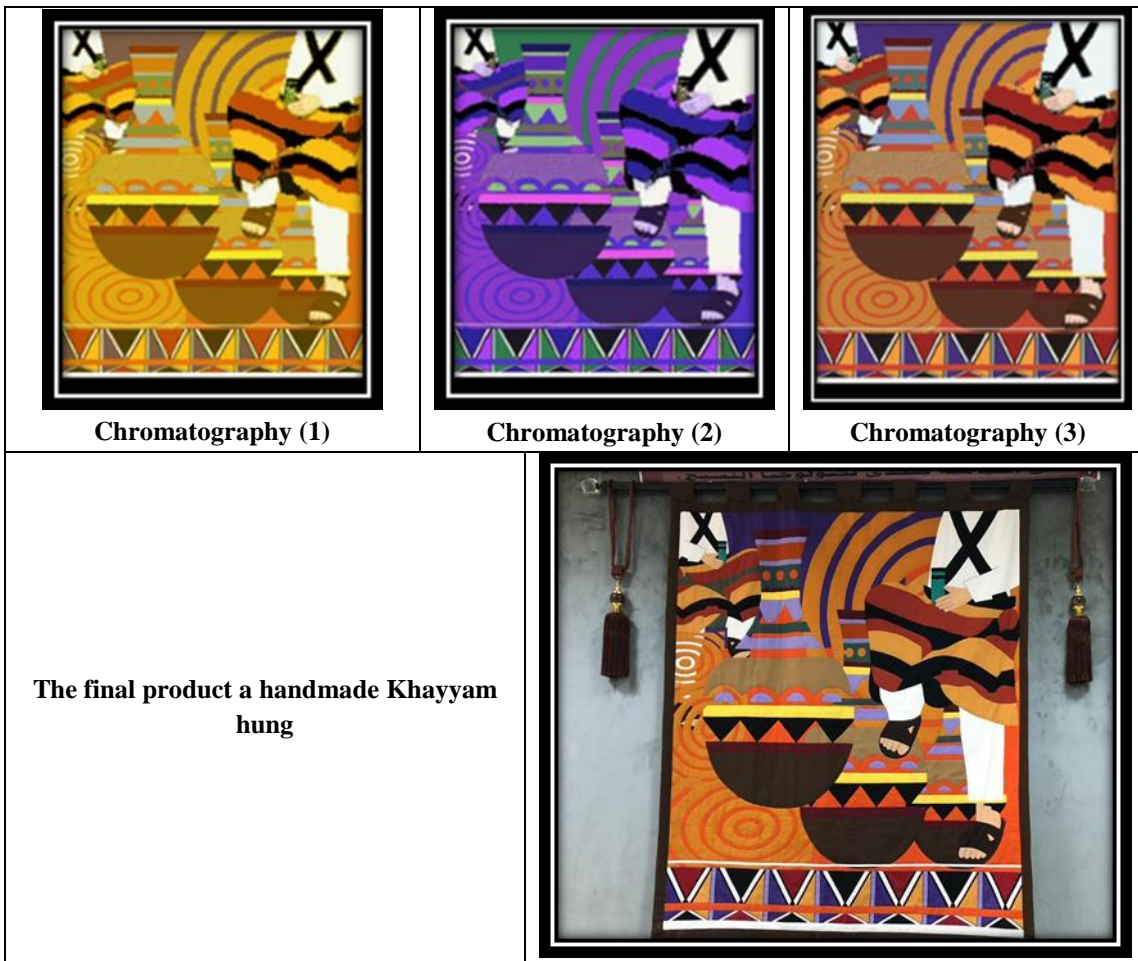 Chromatography (1)
Chromatography (2)
Chromatography (3)
The final product a handmade Khayyam
hung